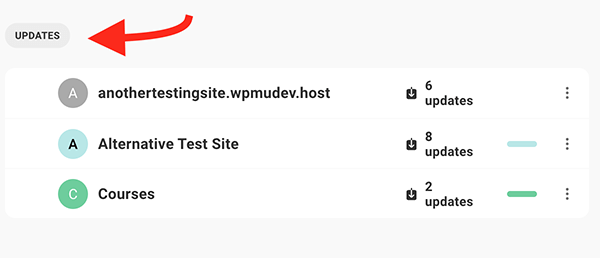 UPDATES
A anothertestingsite.wpmudev.host 6 updates
A Alternative Test Site 8 updates
C Courses 2 updates